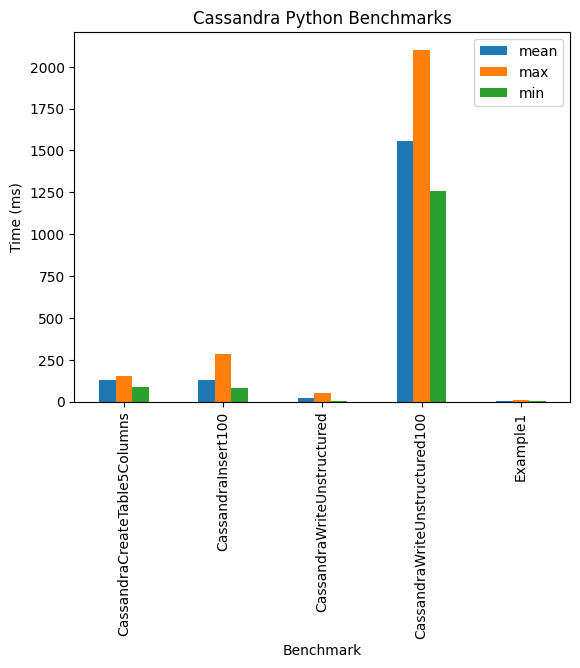 Cassandra Python Benchmarks
mean
max
min
2000
1750
1500
1250
1000
750
500
250
0
Time (ms)
CassandraCreateTable5Columns
CassandraInsert100
CassandraWriteUnstructured
CassandraWriteUnstructured100
Example1
Benchmark